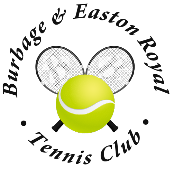 Burbage & Easton Royal
• Tennis Club •